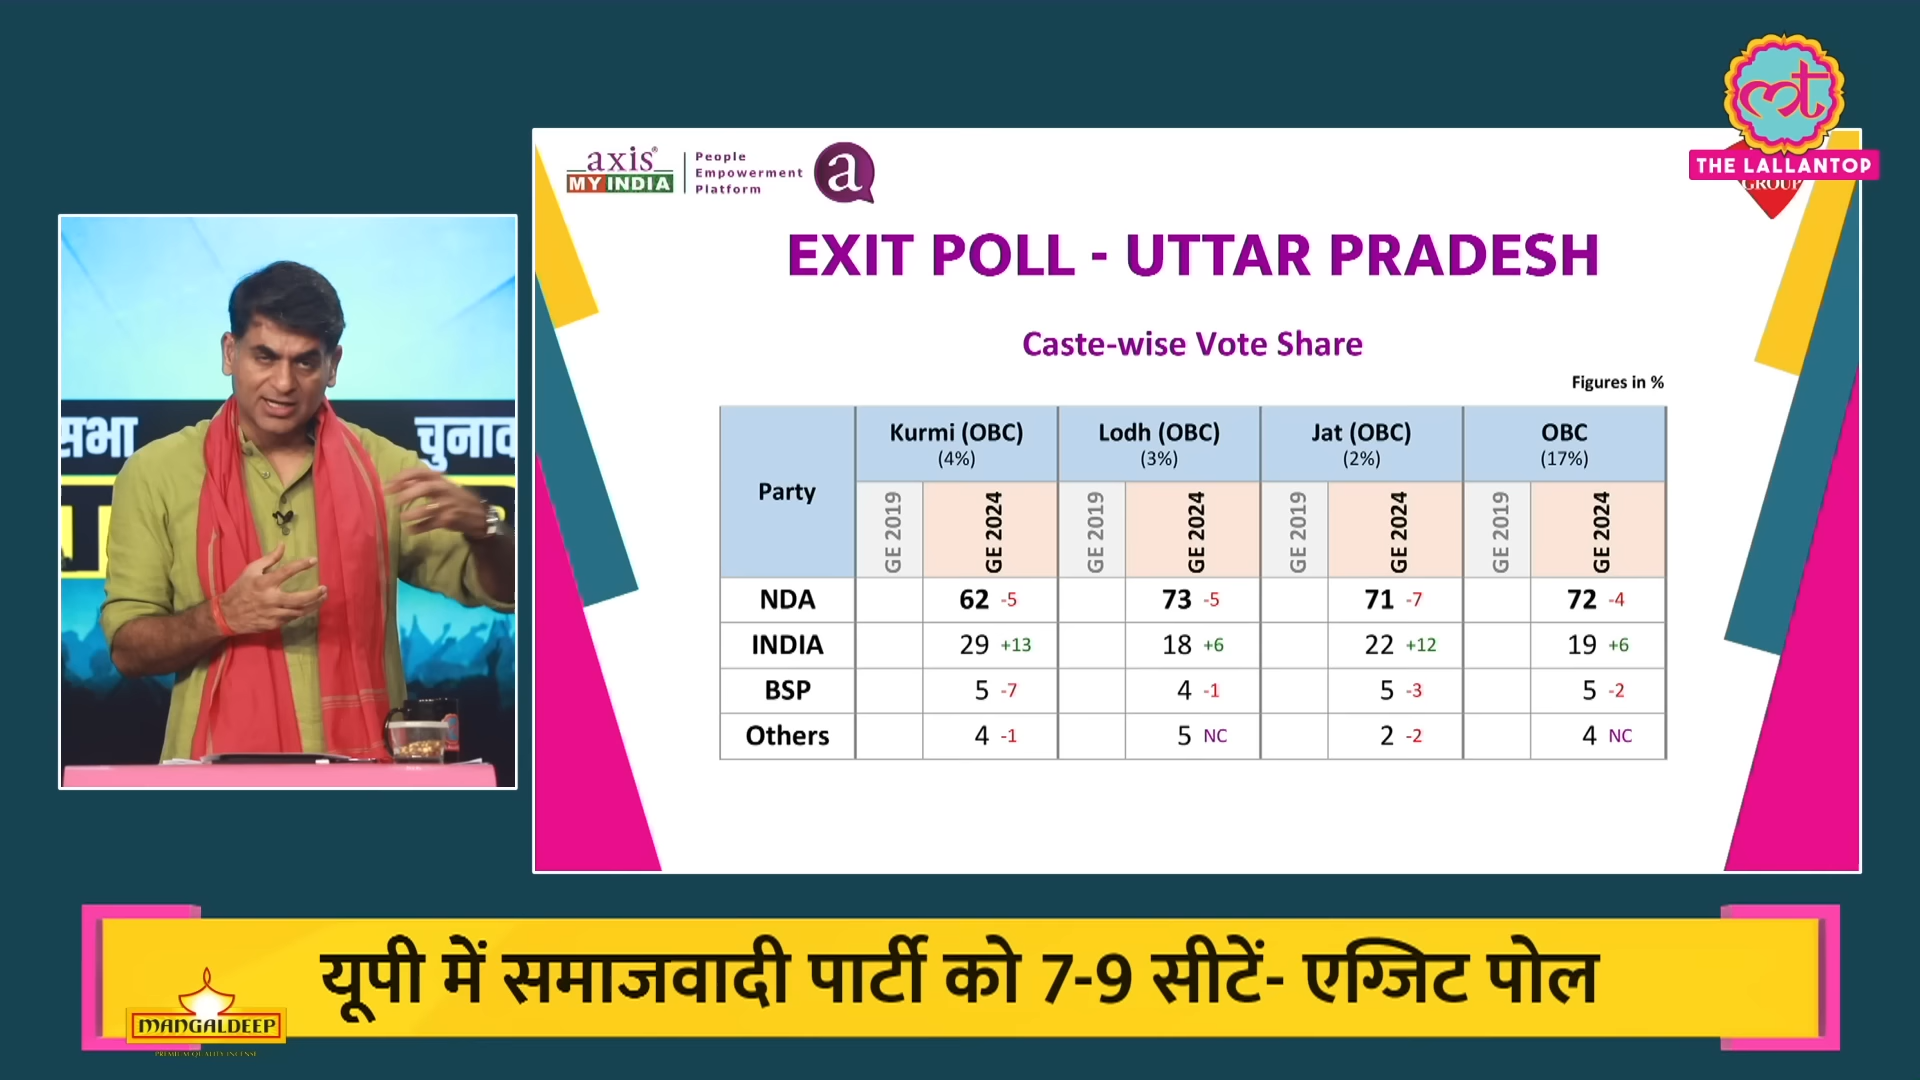 THE LALLANTOP
GROUP
axis
MY INDIA
People
Empowerment
Platform
a
EXIT POLL - UTTAR PRADESH
Caste-wise Vote Share
Figures in %
Party
Kurmi (OBC)
(4%)
Lodh (OBC)
(3%)
Jat (OBC)
(2%)
OBC
(17%)
GE 2019 GE 2024 GE 2019 GE 2024 GE 2019 GE 2024 GE 2019 GE 2024
NDA 62 -5 73 -5 71 -7 72 -4
INDIA 29 +13 18 +6 22 +12 19 +6
BSP 5 -7 4 -1 5 -3 5 -2
Others 4 -1 5 NC 2 -2 4 NC
सभा चुनाव
यूपी में समाजवादी पार्टी को 7-9 सीटें- एग्जिट पोल
MANGALDEEP
PREMIUM QUALITY INCENSE